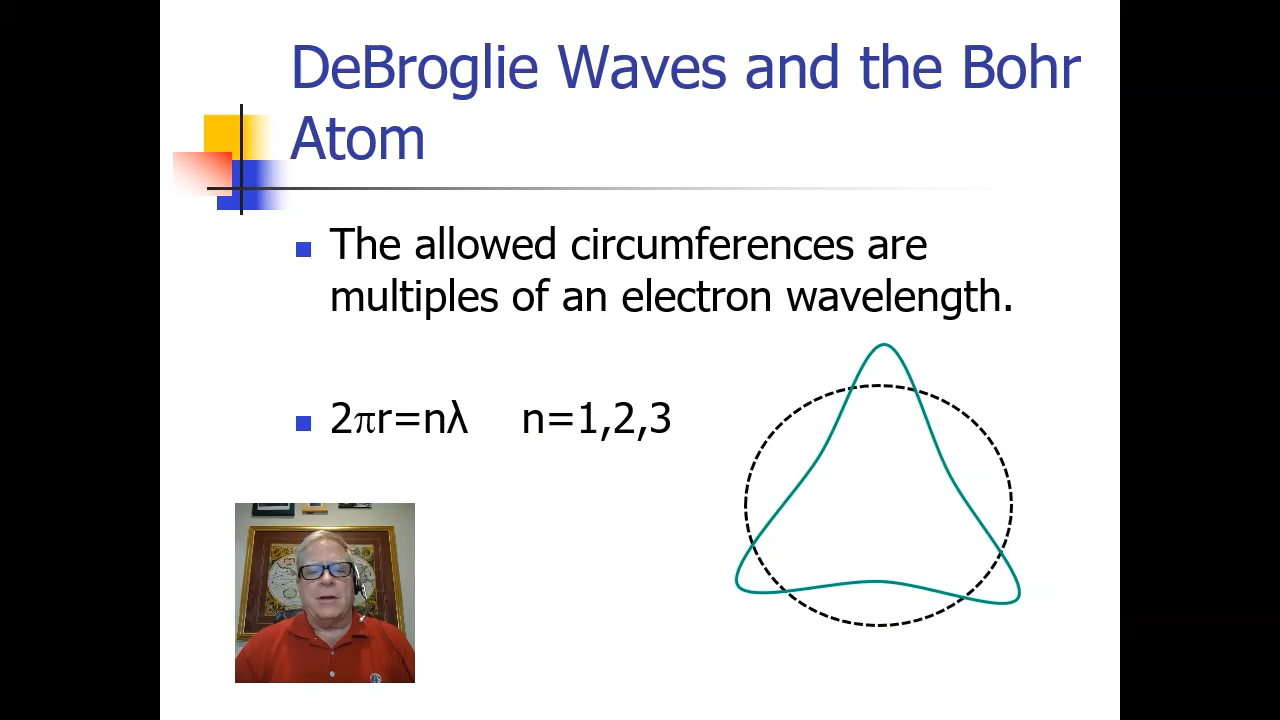 DeBroglie Waves and the Bohr
Atom
The allowed circumferences are
multiples of an electron wavelength.
2πr=nλ n=1,2,3